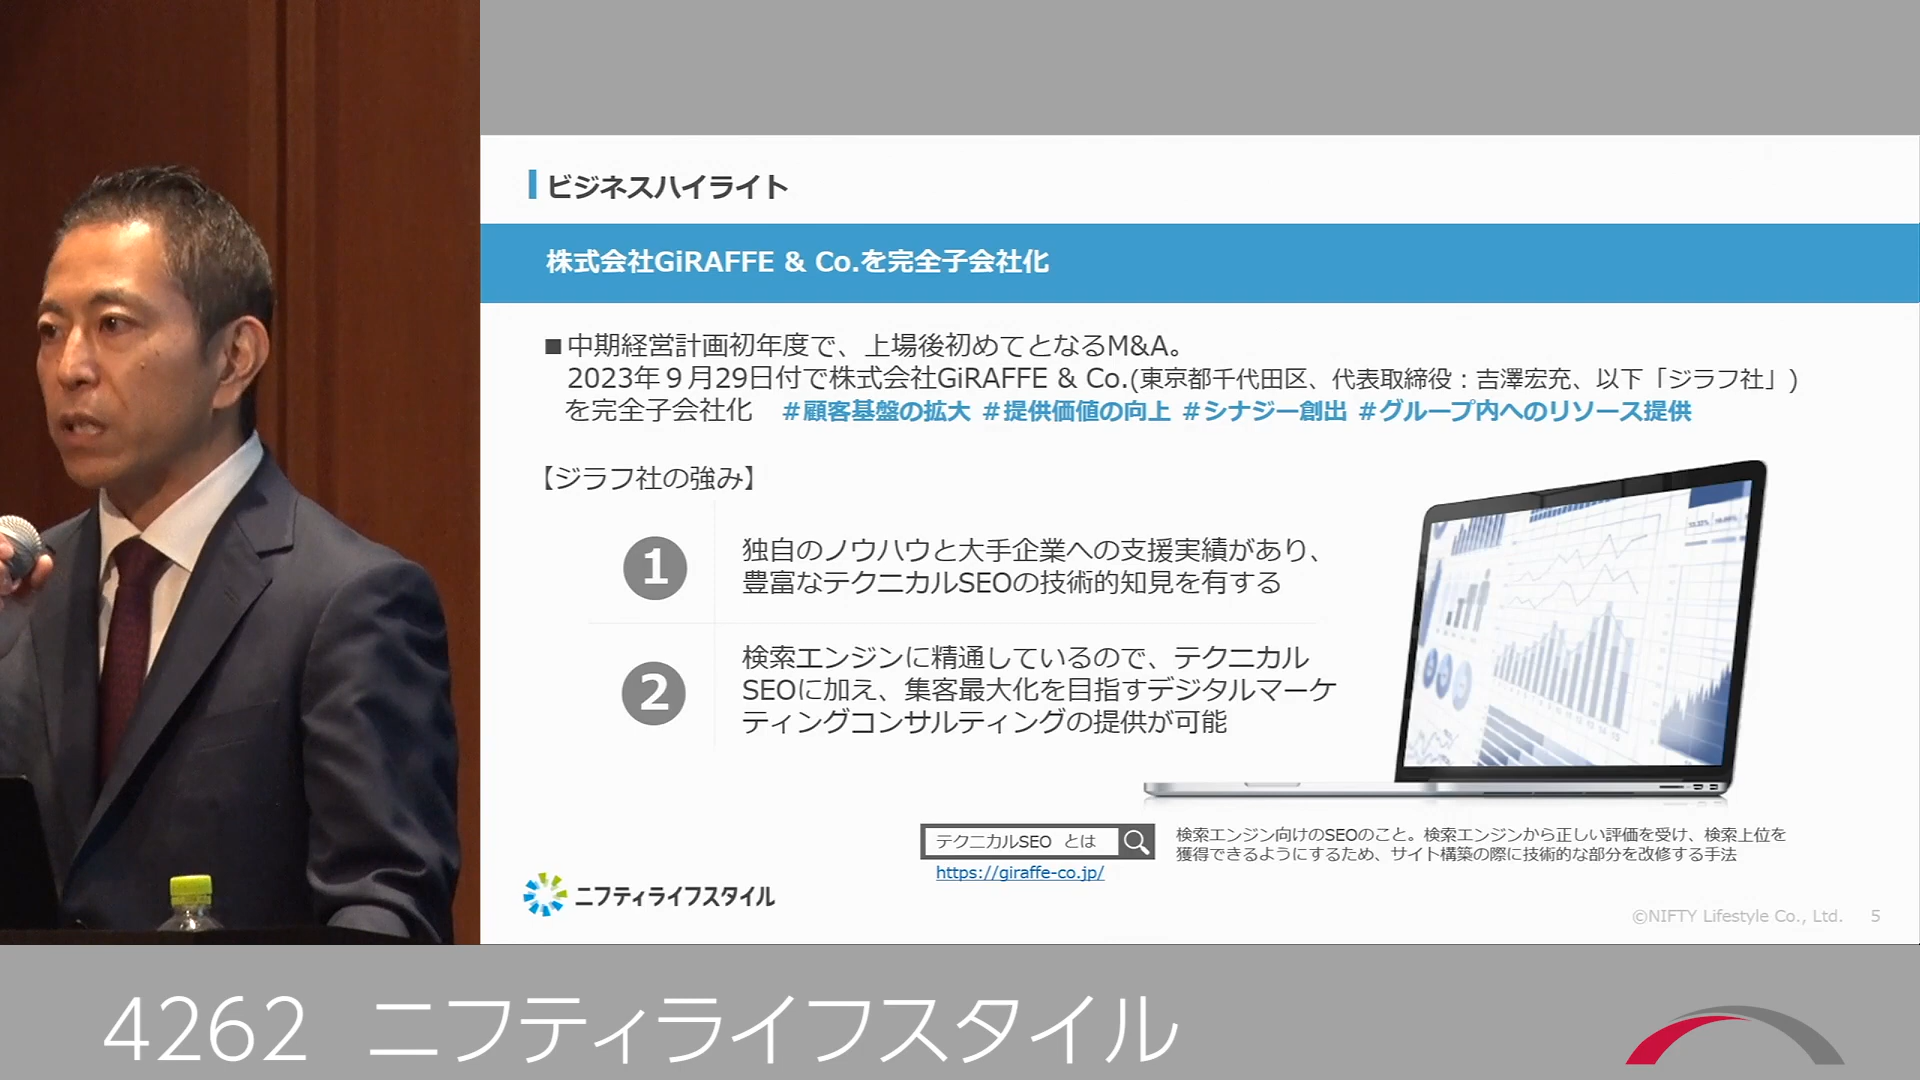 ビジネスハイライト
株式会社GiRAFFE & Co.を完全子会社化
■中期経営計画初年度で、上場後初めてとなるM&A。
2023年９月29日付で株式会社GiRAFFE & Co.(東京都千代田区、代表取締役：吉澤宏充、以下「ジラフ社」)
を完全子会社化 ＃顧客基盤の拡大 ＃提供価値の向上 ＃シナジー創出 ＃グループ内へのリソース提供
【ジラフ社の強み】
1
独自のノウハウと大手企業への支援実績があり、
豊富なテクニカルSEOの技術的知見を有する
2
検索エンジンに精通しているので、テクニカル
SEOに加え、集客最大化を目指すデジタルマーケ
ティングコンサルティングの提供が可能
テクニカルSEO とは
https://giraffe-co.jp/
検索エンジン向けのSEOのこと。検索エンジンから正しい評価を受け、検索上位を
獲得できるようにするため、サイト構築の際に技術的な部分を改修する手法
ニフティライフスタイル
©NIFTY Lifestyle Co., Ltd. 5
4262 ニフティライフスタイル